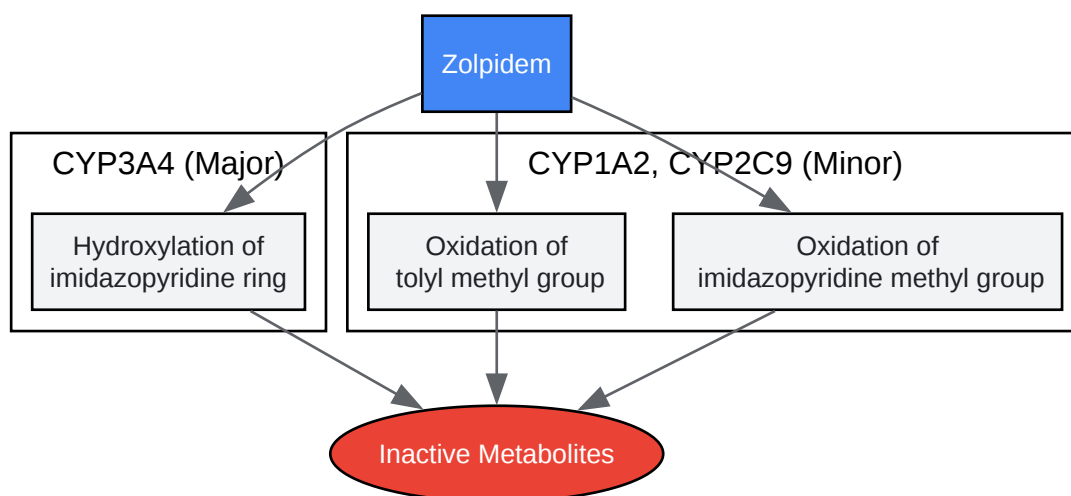 Zolpidem
CYP3A4 (Major)
CYP1A2, CYP2C9 (Minor)
Hydroxylation of
imidazopyridine ring
Oxidation of
tolyl methyl group
Oxidation of
imidazopyridine methyl group
Inactive Metabolites